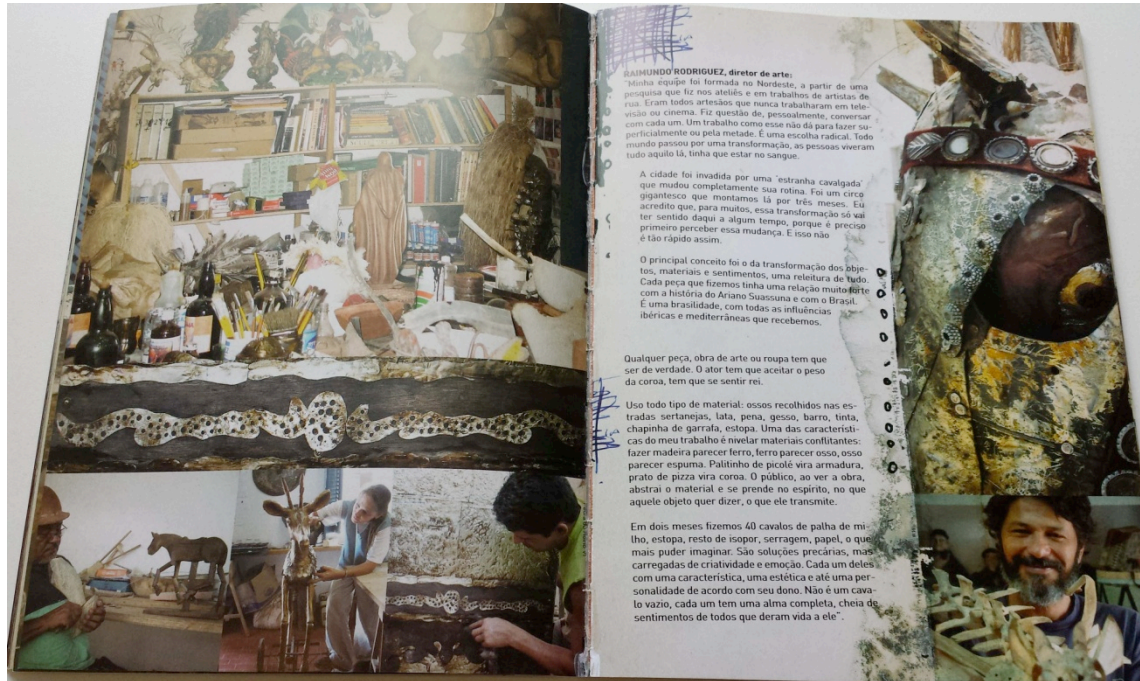 RAIMUNDO RODRIGUEZ, diretor de arte:
"Minha equipe foi formada no Nordeste, a partir de uma
pesquisa que fiz nos ateliês e em trabalhos de artistas de
rua. Eram todos artesãos que nunca trabalharam em tele-
visão ou cinema. Fiz questão de, pessoalmente, conversar
com cada um. Um trabalho como esse não dá para fazer su-
perficialmente ou pela metade. É uma escolha radical. Todo
mundo passou por uma transformação, as pessoas viveram
tudo aquilo lá, tinha que estar no sangue.
A cidade foi invadida por uma 'estranha cavalgada'
que mudou completamente sua rotina. Foi um circo
gigantesco que montamos lá por três meses. Eu
acredito que, para muitos, essa transformação só vai
ter sentido daqui a algum tempo, porque é preciso
primeiro perceber essa mudança. E isso não
é tão rápido assim.
O principal conceito foi o da transformação dos obje-
tos, materiais e sentimentos, uma releitura de tudo.
Cada peça que fizemos tinha uma relação muito forte
com a história do Ariano Suassuna e com o Brasil.
É uma brasilidade, com todas as influências
ibéricas e mediterrâneas que recebemos.
Qualquer peça, obra de arte ou roupa tem que
ser de verdade. O ator tem que aceitar o peso
da coroa, tem que se sentir rei.
Uso todo tipo de material: ossos recolhidos nas es-
tradas sertanejas, lata, pena, gesso, barro, tinta,
chapinha de garrafa, estopa. Uma das característi-
cas do meu trabalho é nivelar materiais conflitantes:
fazer madeira parecer ferro, ferro parecer osso, osso
parecer espuma. Palitinho de picolé vira armadura,
prato de pizza vira coroa. O público, ao ver a obra,
abstrai o material e se prende no espírito, no que
aquele objeto quer dizer, o que ele transmite.
Em dois meses fizemos 40 cavalos de palha de mi-
lho, estopa, resto de isopor, serragem, papel, o que
mais puder imaginar. São soluções precárias, mas
carregadas de criatividade e emoção. Cada um deles
com uma característica, uma estética e até uma per-
sonalidade de acordo com seu dono. Não é um cava-
lo vazio, cada um tem uma alma completa, cheia de
sentimentos de todos que deram vida a ele".